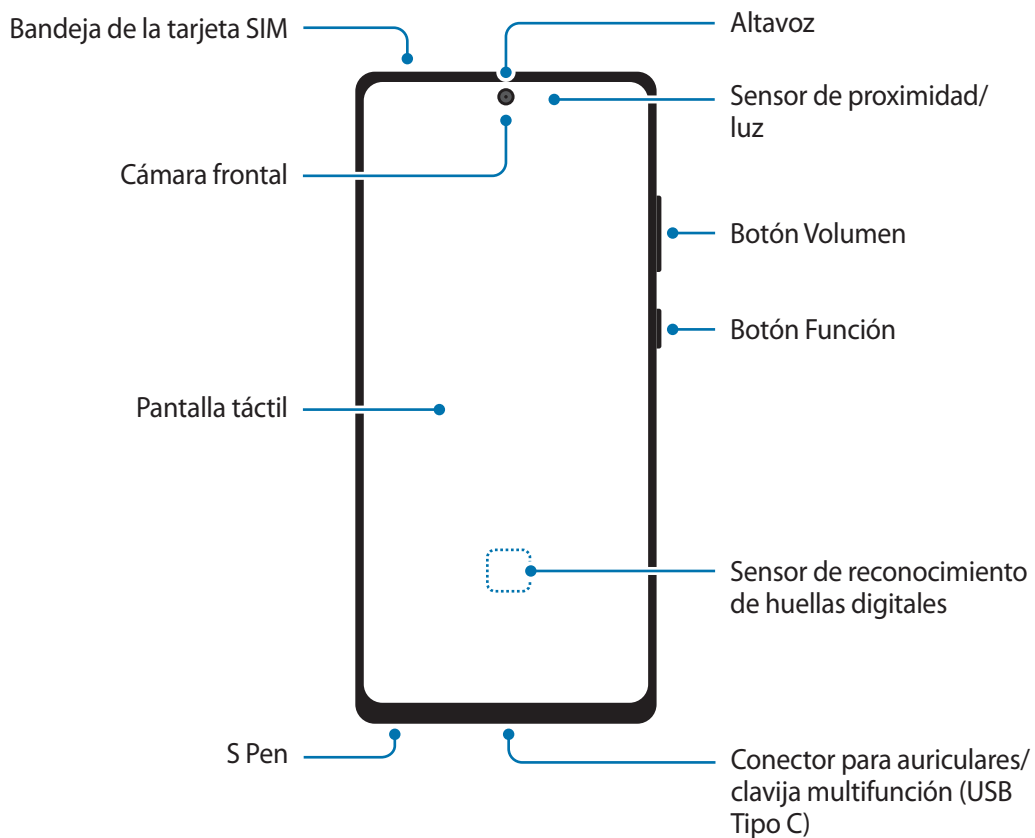 Bandeja de la tarjeta SIM
Cámara frontal
Pantalla táctil
S Pen
Altavoz
Sensor de proximidad/
luz
Botón Volumen
Botón Función
Sensor de reconocimiento
de huellas digitales
Conector para auriculares/
clavija multifunción (USB
Tipo C)